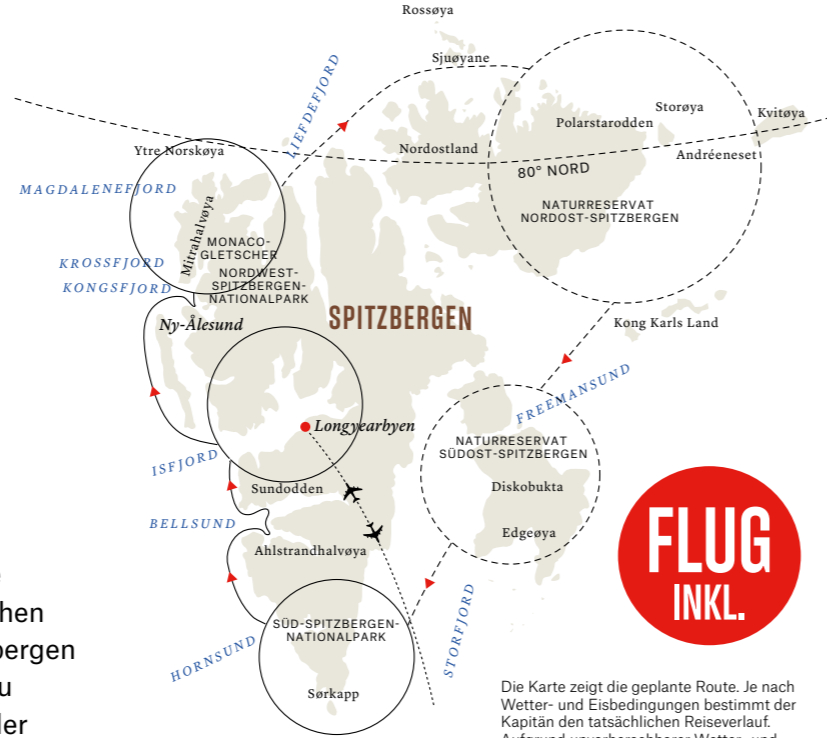 Rossøya
Sjuøyane
LIEFDEFJORD
Storøya
Kvitøya
Polarstarodden
Ytre Norskøya
Nordostland
Andréeneset
80° NORD
MAGDALENEFJORD
NATURRESERVAT
NORDOST-SPITZBERGEN
Mitrahalvøya
MONACO-
GLETSCHER
KROSSFJORD
NORDWEST-
SPITZBERGEN-
NATIONALPARK
KONGSFJORD
SPITZBERGEN
Ny-Ålesund
Kong Karls Land
FREEMANSUND
Longyearbyen
NATURRESERVAT
SÜDOST-SPITZBERGEN
ISFJORD
Sundodden
Diskobukta
BELLSUND
Edgeøya
Ahlstrandhalvøya
FLUG
INKL.
chen
bergen
u
der
SÜD-SPITZBERGEN-
NATIONALPARK
HORNSUND
STORFJORD
Sørkapp
Die Karte zeigt die geplante Route. Je nach
Wetter- und Eisbedingungen bestimmt der
Kapitän den tatsächlichen Reiseverlauf.